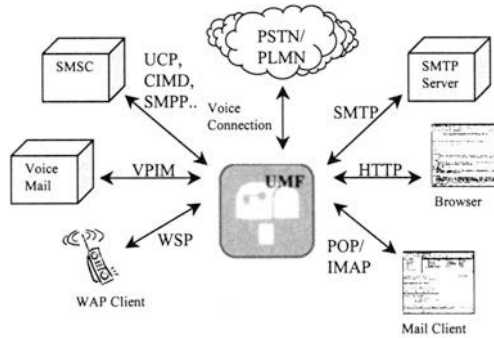 PSTN/
PLMN
SMSC
UCP,
CIMD,
SMPP..
Voice
Connection
SMTP
SMTP
Server
Voice
Mail
VPIM
UMF
HTTP
Browser
WSP
WAP Client
POP/
IMAP
Mail Client